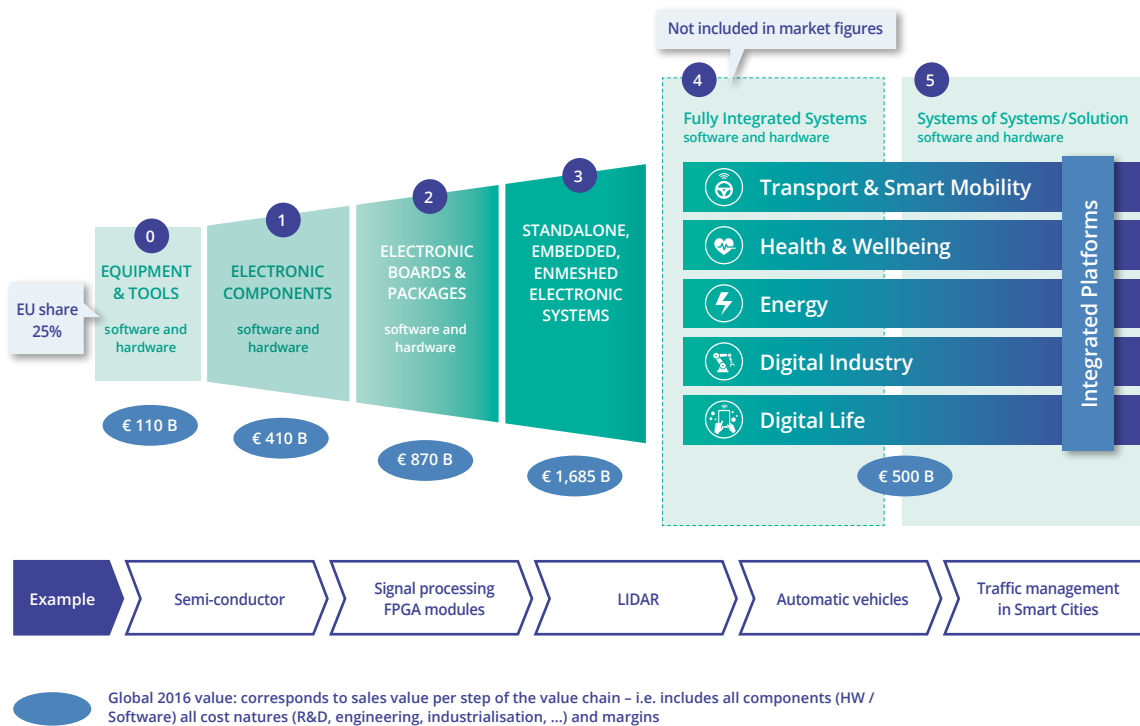 Not included in market figures
4
5
Fully Integrated Systems
software and hardware
Systems of Systems/Solution
software and hardware
0
EQUIPMENT
& TOOLS
software and
hardware
EU share
25%
€ 110 B
1
ELECTRONIC
COMPONENTS
software and
hardware
€ 410 B
2
ELECTRONIC
BOARDS &
PACKAGES
software and
hardware
€ 870 B
3
STANDALONE,
EMBEDDED,
ENMESHED
ELECTRONIC
SYSTEMS
€ 1,685 B
Transport & Smart Mobility
Health & Wellbeing
Energy
Digital Industry
Digital Life
Integrated Platforms
€ 500 B
Example
Semi-conductor
Signal processing
FPGA modules
LIDAR
Automatic vehicles
Traffic management
in Smart Cities
Global 2016 value: corresponds to sales value per step of the value chain – i.e. includes all components (HW /
Software) all cost natures (R&D, engineering, industrialisation, ...) and margins